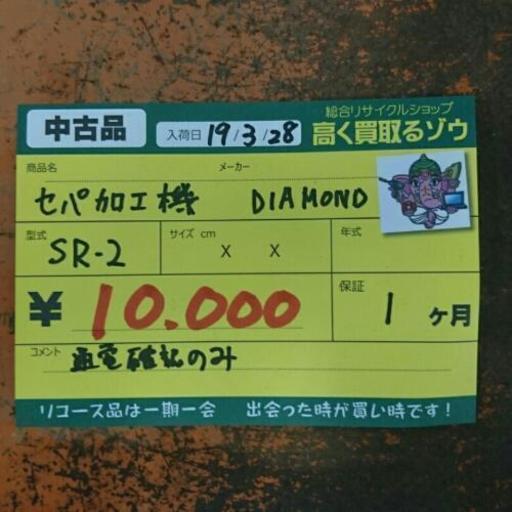 総合リサイクルショップ
中古品 入荷日 19/3/28 高く買取るゾウ
商品名 メーカー
セパ加工機 DIAMOND
型式 サイズ cm 年式
SR-2 X X
¥ 10.000 保証 1 ヶ月
コメント 通電確認のみ
リユース品は一期一会 出会った時が買い時です!